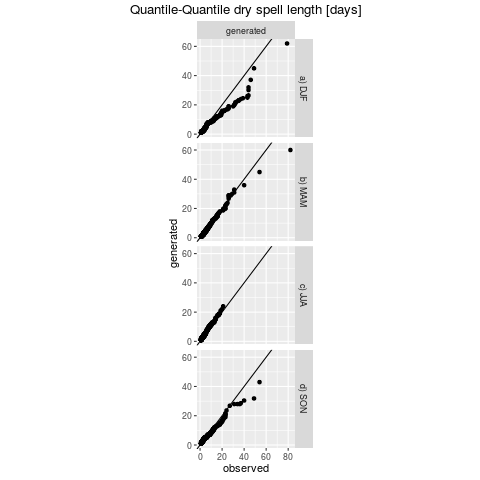 Quantile-Quantile dry spell length [days]
generated
60
40
20
0
a) DJF
60
40
20
0
b) MAM
generated
60
40
20
0
c) JJA
60
40
20
0
d) SON
0 20 40 60 80
observed